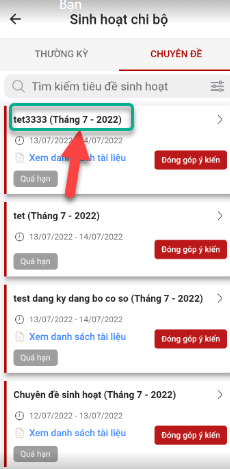 Ban
Sinh hoạt chi bộ
THƯỜNG KỲ CHUYÊN ĐỀ
Tìm kiếm tiêu đề sinh hoạt
tet3333 (Tháng 7 - 2022)
13/07/2022 - 14/07/2022
Xem danh sách tài liệu
Đóng góp ý kiến
Quá hạn
tet (Tháng 7 - 2022)
13/07/2022 - 14/07/2022
Đóng góp ý kiến
Quá hạn
test dang ky dang bo co so (Tháng 7 - 2022)
13/07/2022 - 14/07/2022
Xem danh sách tài liệu
Đóng góp ý kiến
Quá hạn
Chuyên đề sinh hoạt (Tháng 7 - 2022)
12/07/2022 - 13/07/2022
Xem danh sách tài liệu
Đóng góp ý kiến
Quá hạn